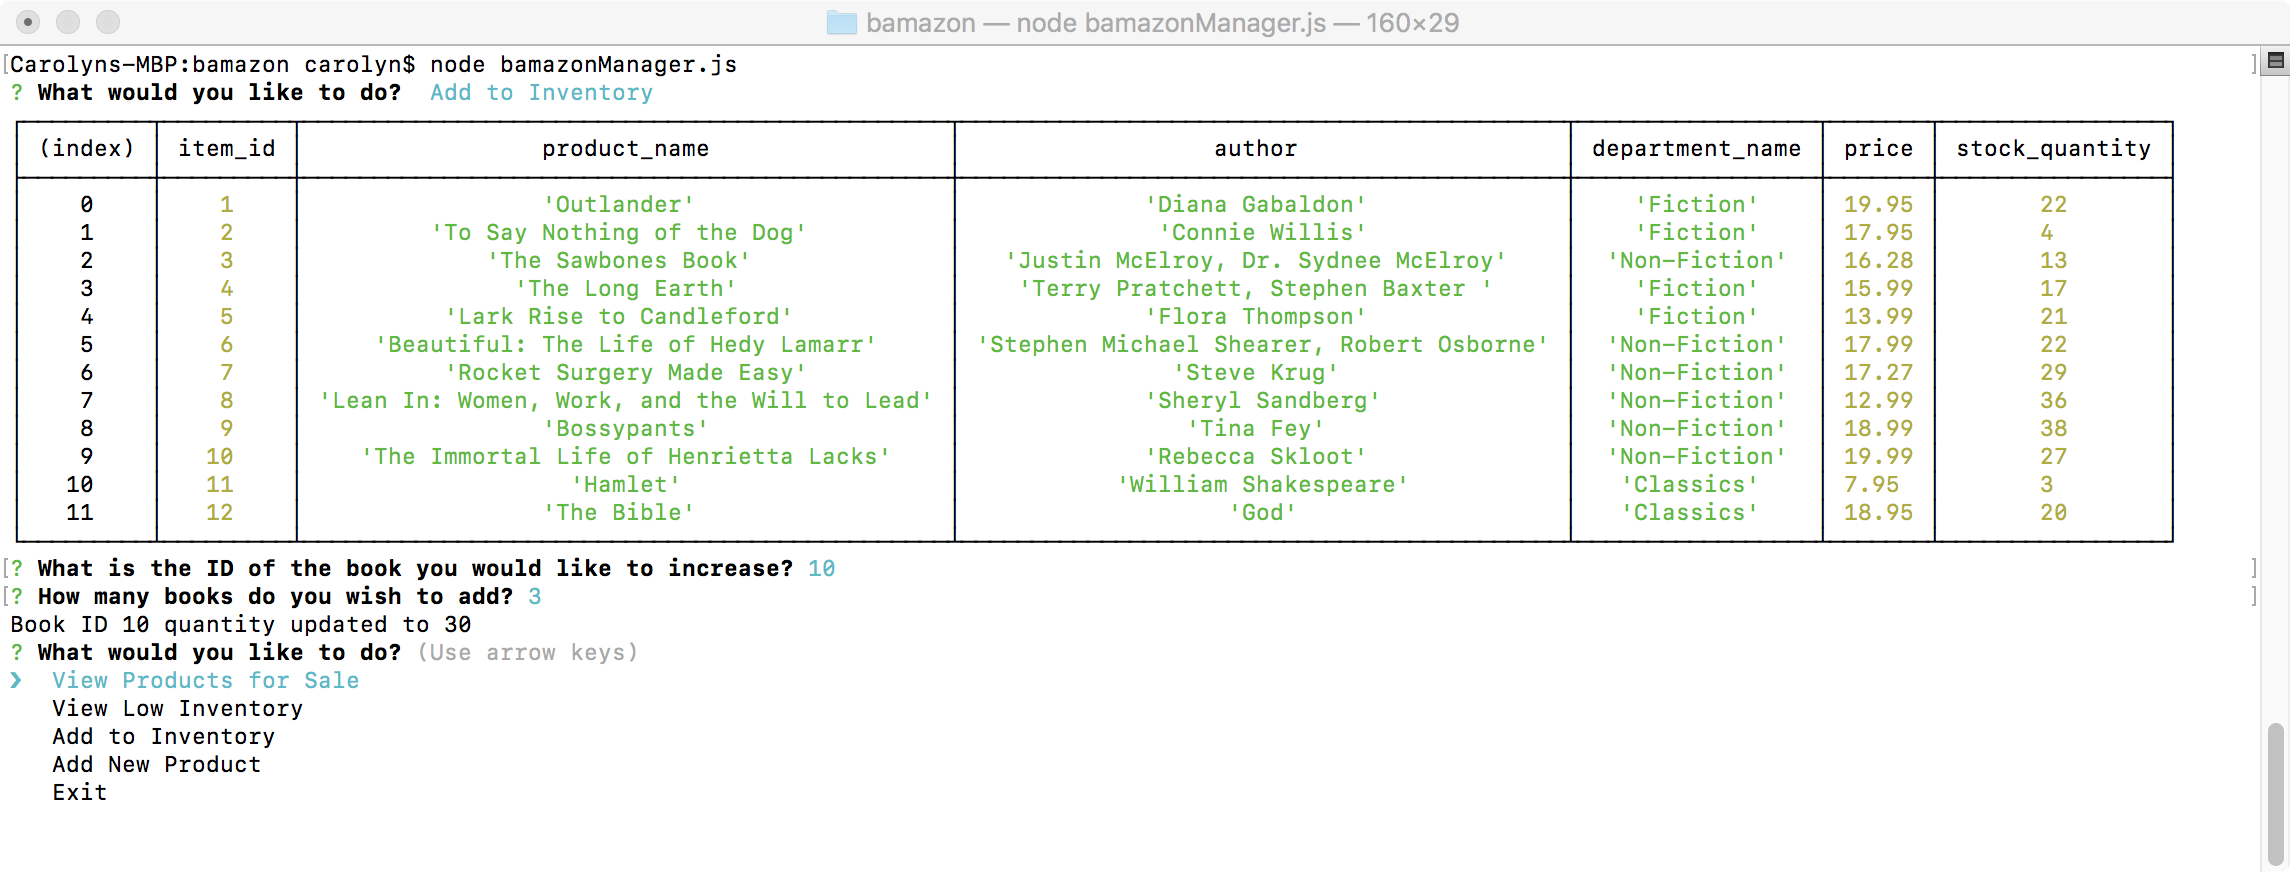 bamazon — node bamazonManager.js — 160×29
[Carolyns-MBP:bamazon carolyn$ node bamazonManager.js ]
? What would you like to do?  Add to Inventory
(index) item_id product_name author department_name price stock_quantity
0 1 'Outlander' 'Diana Gabaldon' 'Fiction' 19.95 22
1 2 'To Say Nothing of the Dog' 'Connie Willis' 'Fiction' 17.95 4
2 3 'The Sawbones Book' 'Justin McElroy, Dr. Sydnee McElroy' 'Non-Fiction' 16.28 13
3 4 'The Long Earth' 'Terry Pratchett, Stephen Baxter ' 'Fiction' 15.99 17
4 5 'Lark Rise to Candleford' 'Flora Thompson' 'Fiction' 13.99 21
5 6 'Beautiful: The Life of Hedy Lamarr' 'Stephen Michael Shearer, Robert Osborne' 'Non-Fiction' 17.99 22
6 7 'Rocket Surgery Made Easy' 'Steve Krug' 'Non-Fiction' 17.27 29
7 8 'Lean In: Women, Work, and the Will to Lead' 'Sheryl Sandberg' 'Non-Fiction' 12.99 36
8 9 'Bossypants' 'Tina Fey' 'Non-Fiction' 18.99 38
9 10 'The Immortal Life of Henrietta Lacks' 'Rebecca Skloot' 'Non-Fiction' 19.99 27
10 11 'Hamlet' 'William Shakespeare' 'Classics' 7.95 3
11 12 'The Bible' 'God' 'Classics' 18.95 20
[? What is the ID of the book you would like to increase? 10 ]
[? How many books do you wish to add? 3 ]
Book ID 10 quantity updated to 30
? What would you like to do? (Use arrow keys)
❯ View Products for Sale
View Low Inventory
Add to Inventory
Add New Product
Exit